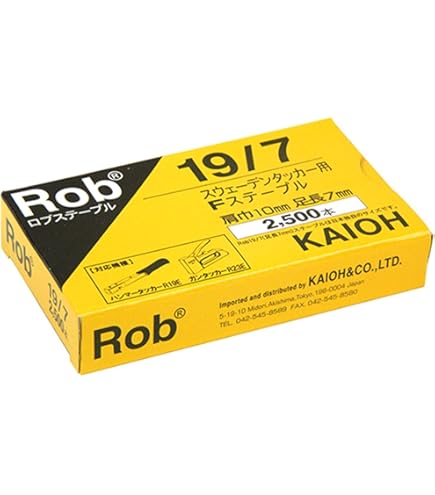 Rob®
ロブステープル
19/7
スウェーデンタッカー用
Fステープル
肩巾10mm 足長7mm
2,500本
KAIOH
【対応機種】
ハンマータッカーR19E
ガンタッカーR23E
Imported and distributed by KAIOH&CO.,LTD.
5-19-10 Midori,Akishima,Tokyo,196-0004 Japan
TEL. 042-545-8589 FAX. 042-545-8580
19/7
2,500本
Rob®